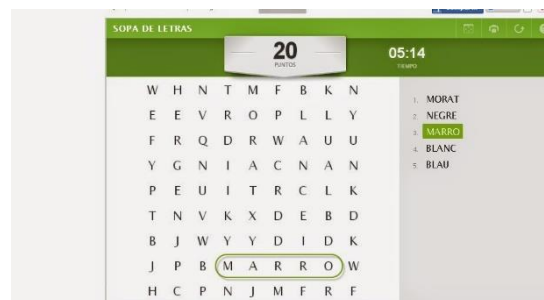 SOPA DE LETRAS
20
PUNTOS
05:14
TIEMPO
W H N T M F B K N
E E V R O P L L Y
F R Q D R W A U U
Y G N I A C N A N
P E U I T R C L K
T N V K X D E B D
B J W Y Y D I D K
J P B M A R R O W
H C P N J M F R F
1. MORAT
2. NEGRE
3. MARRO
4. BLANC
5. BLAU